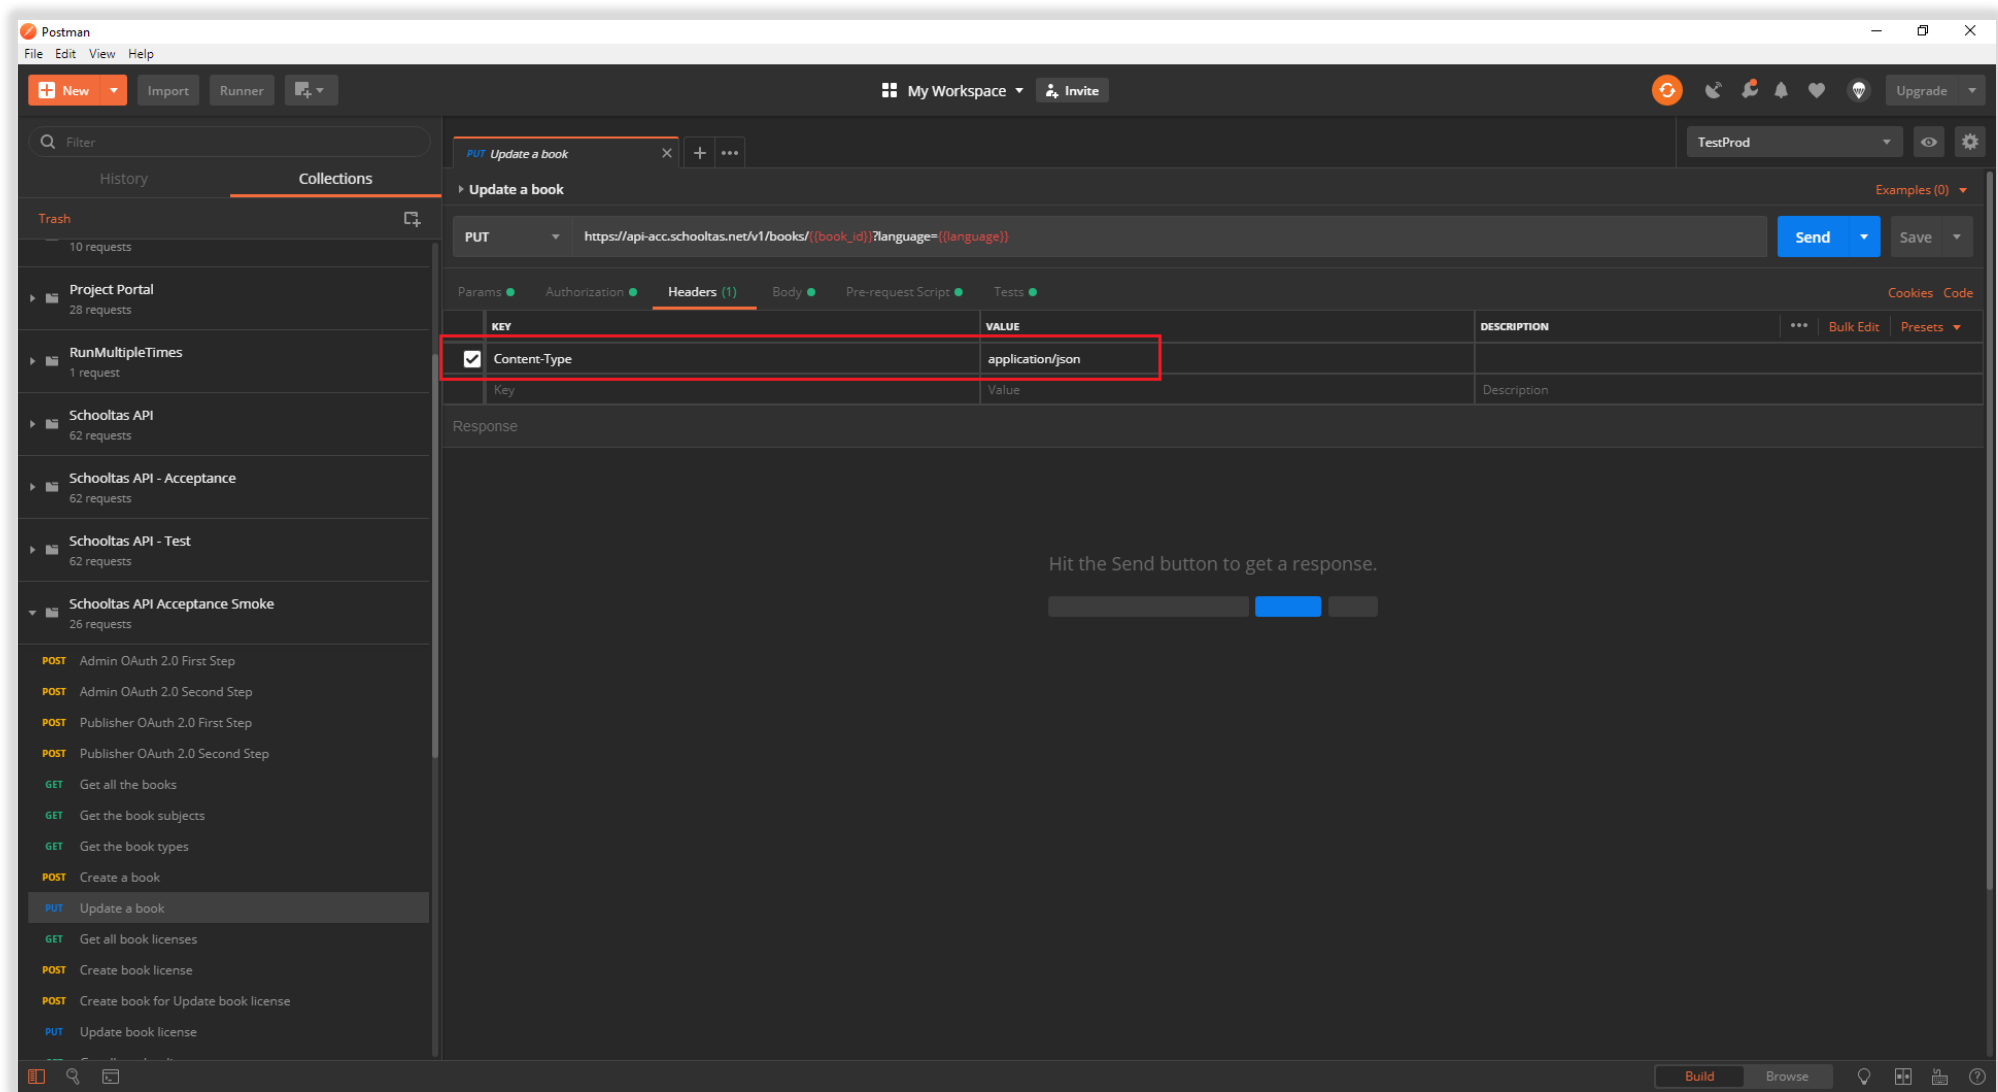 Postman
File Edit View Help
New Import Runner
My Workspace Invite
Upgrade
Filter
History Collections
Trash
10 requests
Project Portal
28 requests
RunMultipleTimes
1 request
Schooltas API
62 requests
Schooltas API - Acceptance
62 requests
Schooltas API - Test
62 requests
Schooltas API Acceptance Smoke
26 requests
POST Admin OAuth 2.0 First Step
POST Admin OAuth 2.0 Second Step
POST Publisher OAuth 2.0 First Step
POST Publisher OAuth 2.0 Second Step
GET Get all the books
GET Get the book subjects
GET Get the book types
POST Create a book
PUT Update a book
GET Get all book licenses
POST Create book license
POST Create book for Update book license
PUT Update book license
PUT Update a book
TestProd
Update a book
Examples (0)
PUT https://api-acc.schooltas.net/v1/books/{{book_id}}?language={{language}}
Send Save
Params Authorization Headers (1) Body Pre-request Script Tests
Cookies Code
KEY VALUE DESCRIPTION
Bulk Edit Presets
Content-Type application/json
Key Value Description
Response
Hit the Send button to get a response.
Build Browse